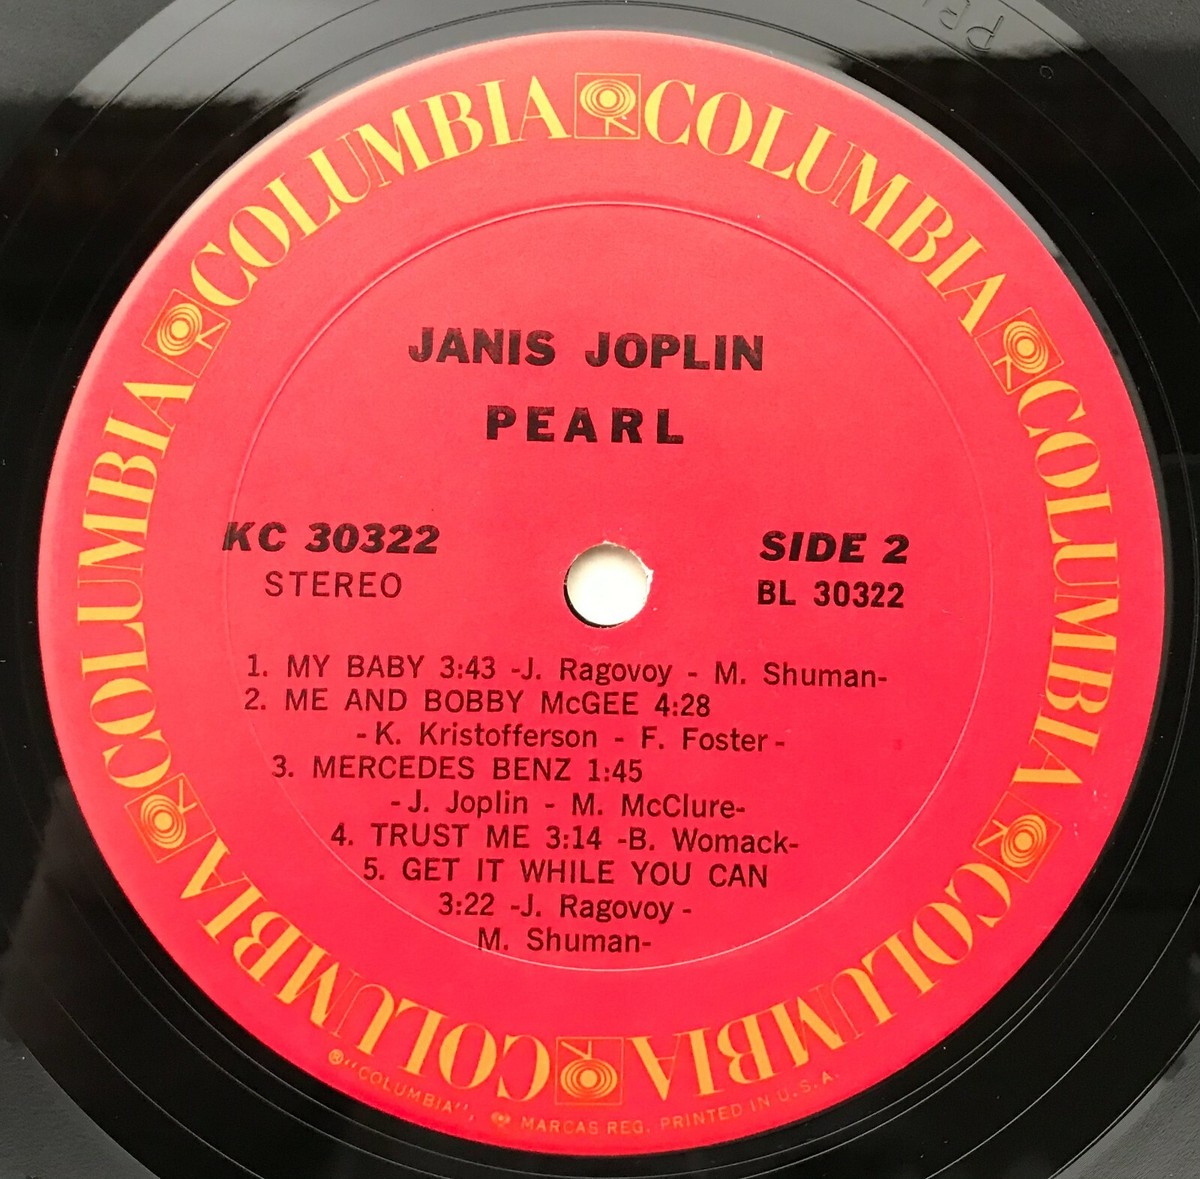 COLUMBIA COLUMBIA COLUMBIA COLUMBIA COLUMBIA COLUMBIA
JANIS JOPLIN
PEARL
KC 30322
STEREO
SIDE 2
BL 30322
1. MY BABY 3:43 -J. Ragovoy - M. Shuman-
2. ME AND BOBBY McGEE 4:28
-K. Kristofferson - F. Foster-
3. MERCEDES BENZ 1:45
-J. Joplin - M. McClure-
4. TRUST ME 3:14 -B. Womack-
5. GET IT WHILE YOU CAN
3:22 -J. Ragovoy -
M. Shuman-
®"COLUMBIA", MARCAS REG. PRINTED IN U.S.A.